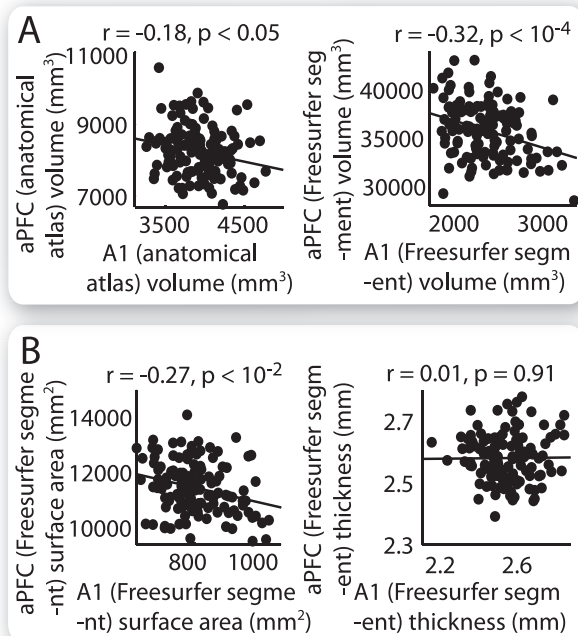 A
r = -0.18, p < 0.05
aPFC (anatomical
atlas) volume (mm³)
11000
9000
7000
3500 4500
A1 (anatomical
atlas) volume (mm³)
r = -0.32, p < 10⁻⁴
aPFC (Freesurfer seg
-ment) volume (mm³)
40000
35000
30000
2000 3000
A1 (Freesurfer segm
-ent) volume (mm³)
B
r = -0.27, p < 10⁻²
aPFC (Freesurfer segme
-nt) surface area (mm²)
14000
12000
10000
800 1000
A1 (Freesurfer segme
-nt) surface area (mm²)
r = 0.01, p = 0.91
aPFC (Freesurfer segm
-ent) thickness (mm)
2.7
2.5
2.3
2.2 2.6
A1 (Freesurfer segm
-ent) thickness (mm)